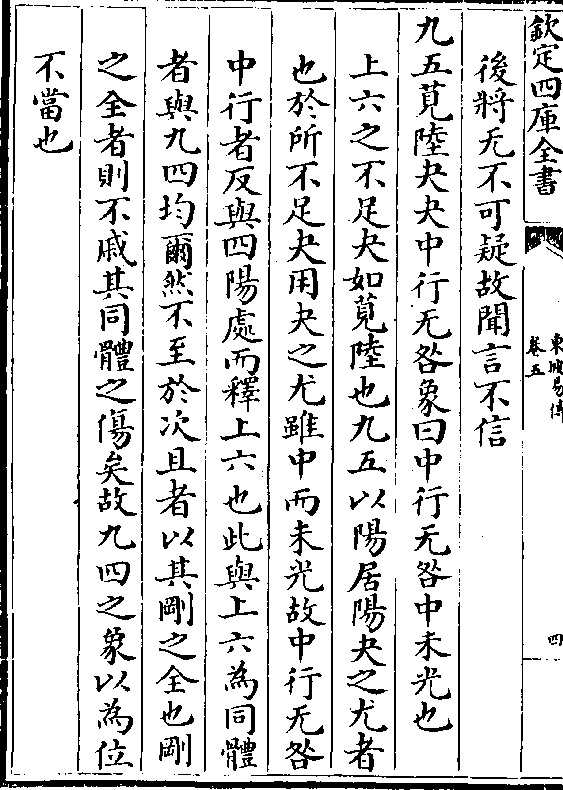 欽定四庫全書
東坡易傳
卷五
四
後將无不可疑故聞言不信
九五莧陸夬夬中行无咎象曰中行无咎中未光也
上六之不足夬如莧陸也九五以陽居陽夬之尤者
也於所不足夬用夬之尤雖中而未光故中行无咎
中行者反與四陽處而釋上六也此與上六為同體
者與九四均爾然不至於次且者以其剛之全也剛
之全者則不戚其同體之傷矣故九四之象以為位
不當也